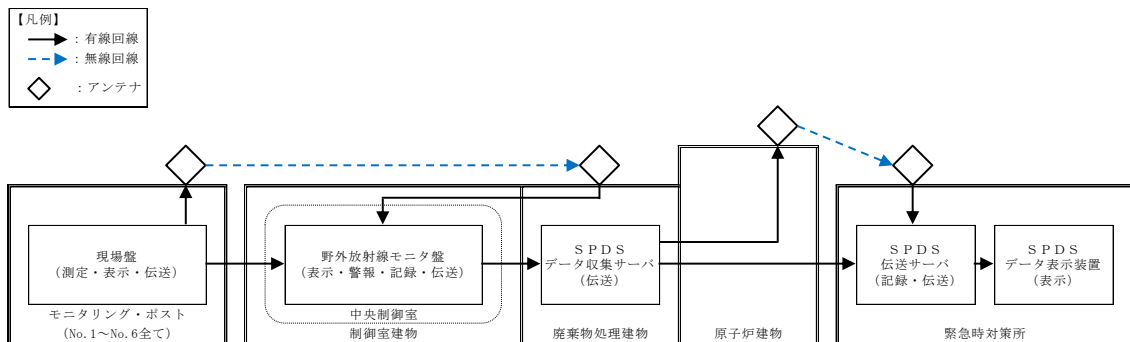 【凡例】
：有線回線
：無線回線
：アンテナ
現場盤
（測定・表示・伝送）
モニタリング・ポスト
(No.1～No.6全て)
野外放射線モニタ盤
（表示・警報・記録・伝送）
中央制御室
制御室建物
ＳＰＤＳ
データ収集サーバ
（伝送）
廃棄物処理建物
原子炉建物
ＳＰＤＳ
伝送サーバ
（記録・伝送）
ＳＰＤＳ
データ表示装置
（表示）
緊急時対策所